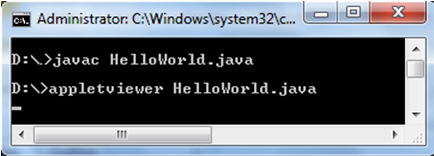 Administrator: C:\Windows\system32\c...
D:\.>javac HelloWorld.java
D:\>appletviewer HelloWorld.java